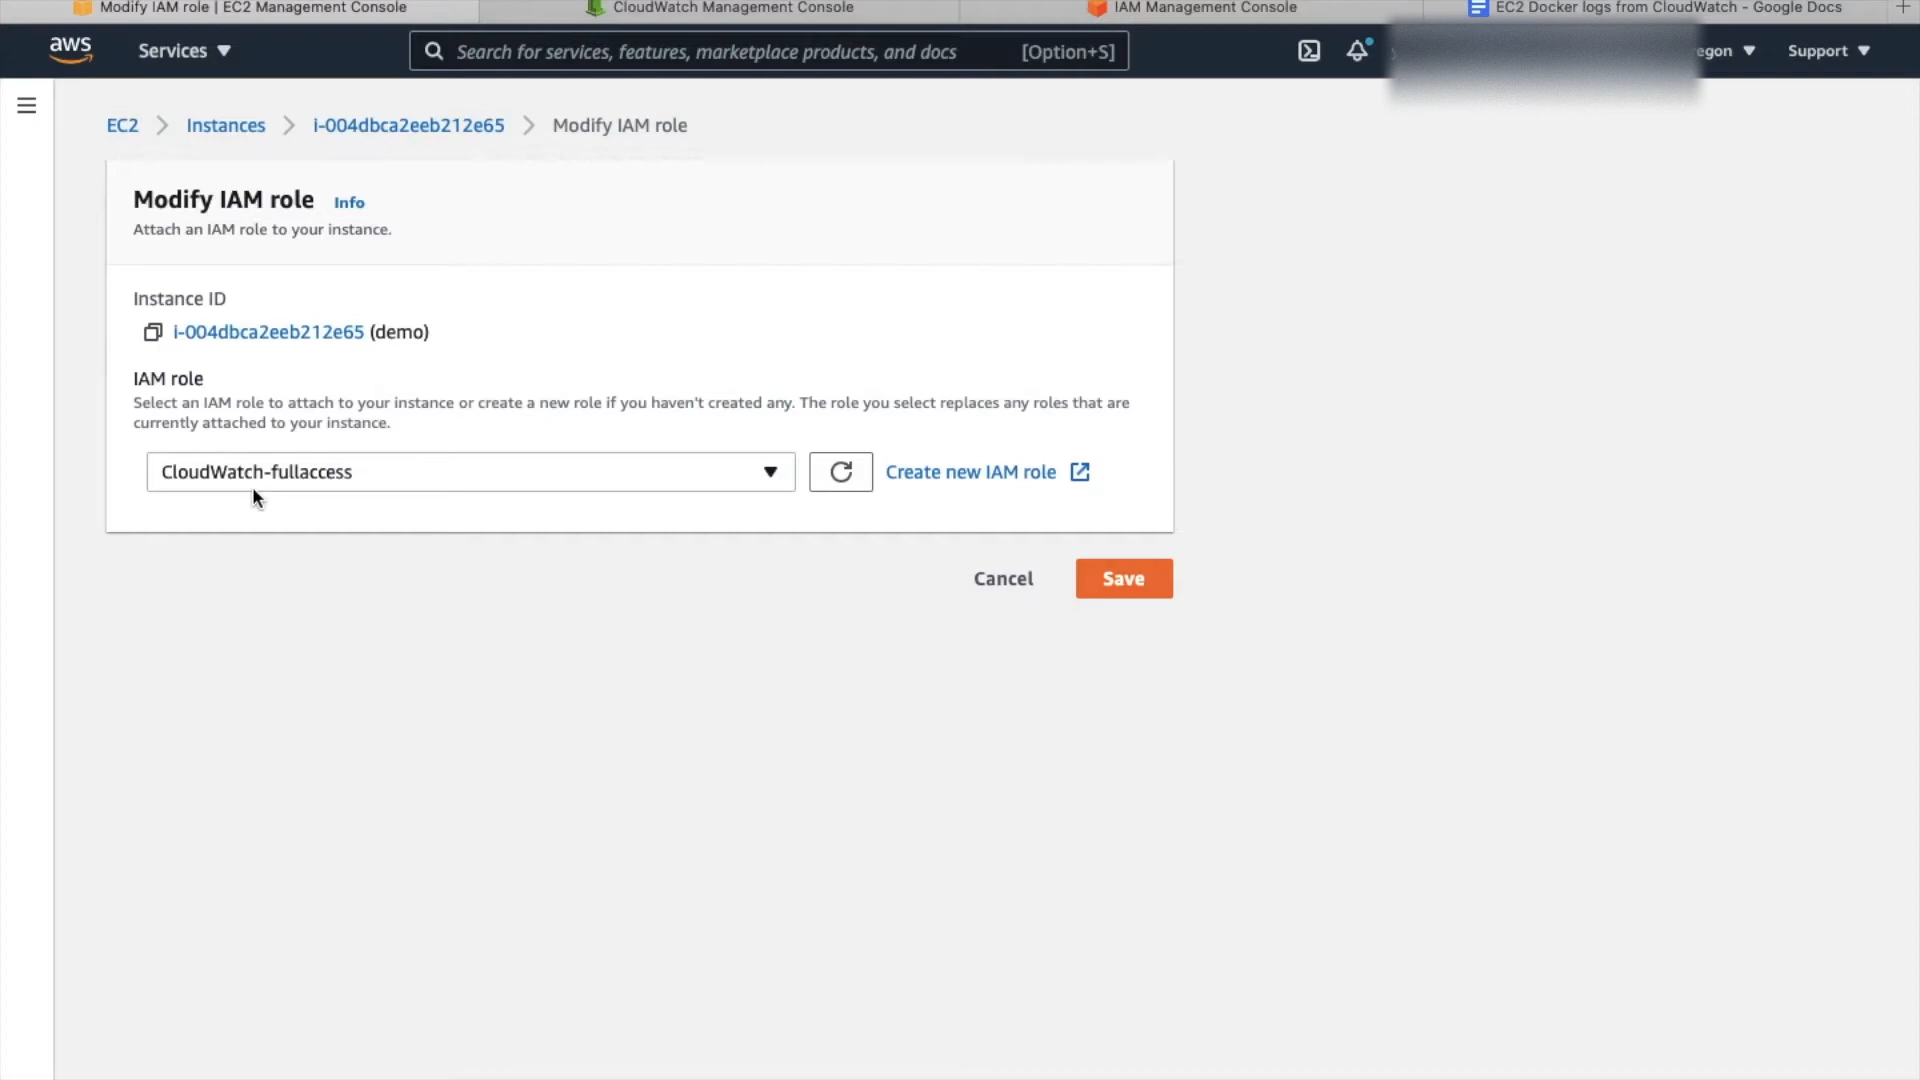 Modify IAM role | EC2 Management Console
CloudWatch Management Console
IAM Management Console
EC2 Docker logs from CloudWatch - Google Docs
aws
Services
Search for services, features, marketplace products, and docs
[Option+S]
egon
Support
EC2
Instances
i-004dbca2eeb212e65
Modify IAM role
Modify IAM role
Info
Attach an IAM role to your instance.
Instance ID
i-004dbca2eeb212e65 (demo)
IAM role
Select an IAM role to attach to your instance or create a new role if you haven't created any. The role you select replaces any roles that are
currently attached to your instance.
CloudWatch-fullaccess
Create new IAM role
Cancel
Save